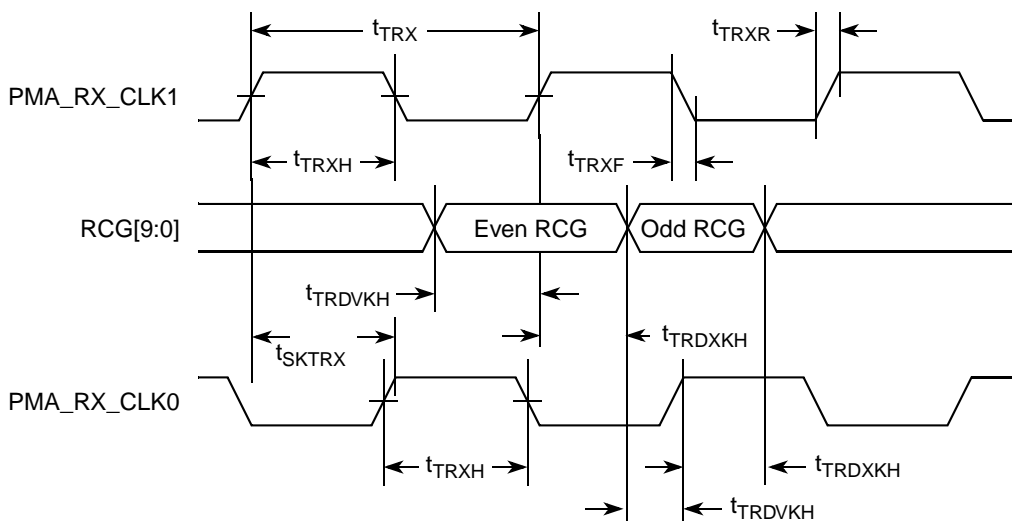 tTRX
tTRXR
PMA_RX_CLK1
tTRXH
tTRXF
RCG[9:0]
Even RCG
Odd RCG
tTRDVKH
tTRDXKH
tSKTRX
PMA_RX_CLK0
tTRXH
tTRDXKH
tTRDVKH